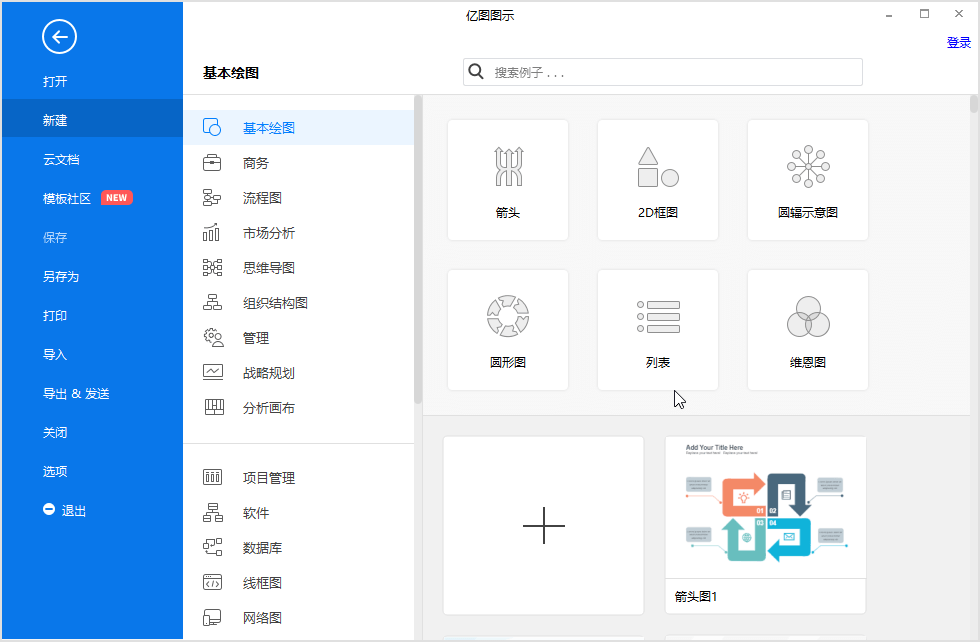 亿图图示
登录
打开
新建
云文档
模板社区 NEW
保存
另存为
打印
导入
导出 & 发送
关闭
选项
退出
基本绘图
搜索例子 . . .
基本绘图
商务
流程图
市场分析
思维导图
组织结构图
管理
战略规划
分析画布
项目管理
软件
数据库
线框图
网络图
箭头
2D框图
圆辐示意图
圆形图
列表
维恩图
Add Your Title Here
01
02
03
04
箭头图1